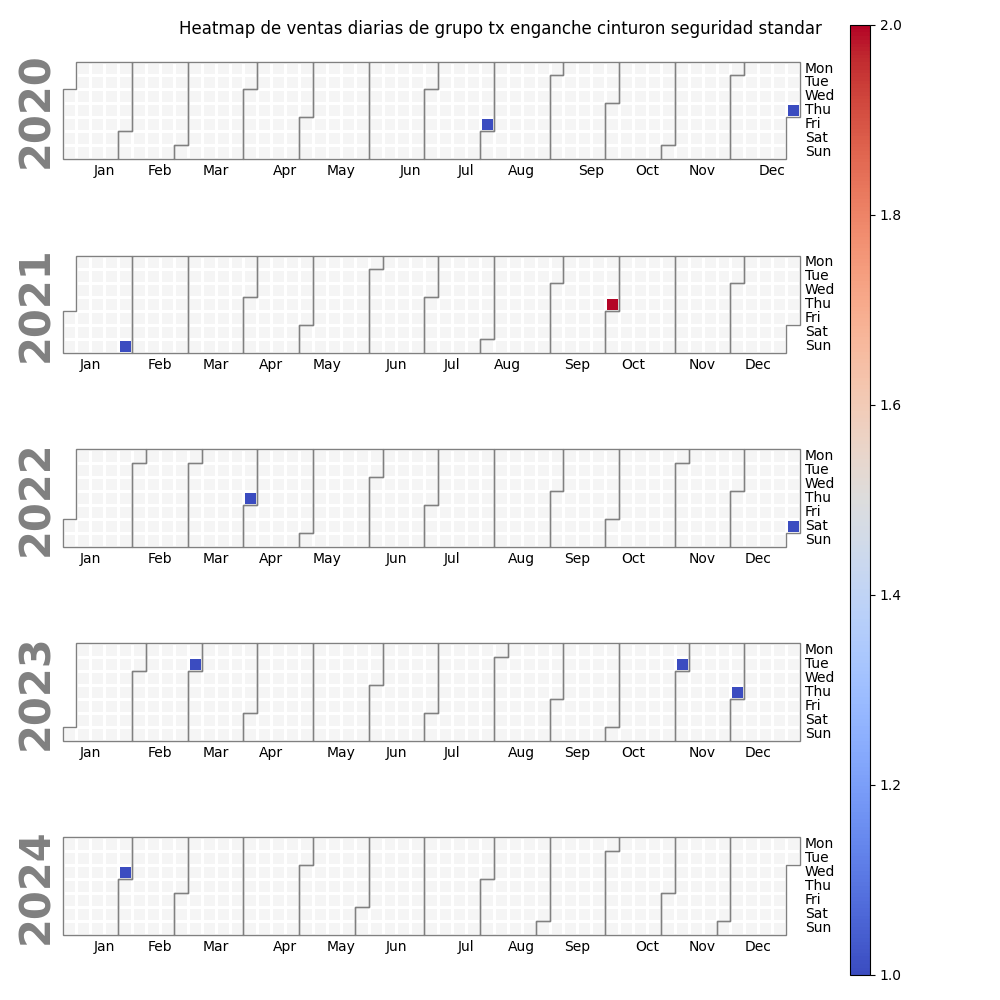 Heatmap de ventas diarias de grupo tx enganche cinturon seguridad standar
2020
Mon
Tue
Wed
Thu
Fri
Sat
Sun
Jan Feb Mar Apr May Jun Jul Aug Sep Oct Nov Dec
2021
Mon
Tue
Wed
Thu
Fri
Sat
Sun
Jan Feb Mar Apr May Jun Jul Aug Sep Oct Nov Dec
2022
Mon
Tue
Wed
Thu
Fri
Sat
Sun
Jan Feb Mar Apr May Jun Jul Aug Sep Oct Nov Dec
2023
Mon
Tue
Wed
Thu
Fri
Sat
Sun
Jan Feb Mar Apr May Jun Jul Aug Sep Oct Nov Dec
2024
Mon
Tue
Wed
Thu
Fri
Sat
Sun
Jan Feb Mar Apr May Jun Jul Aug Sep Oct Nov Dec
2.0
1.8
1.6
1.4
1.2
1.0